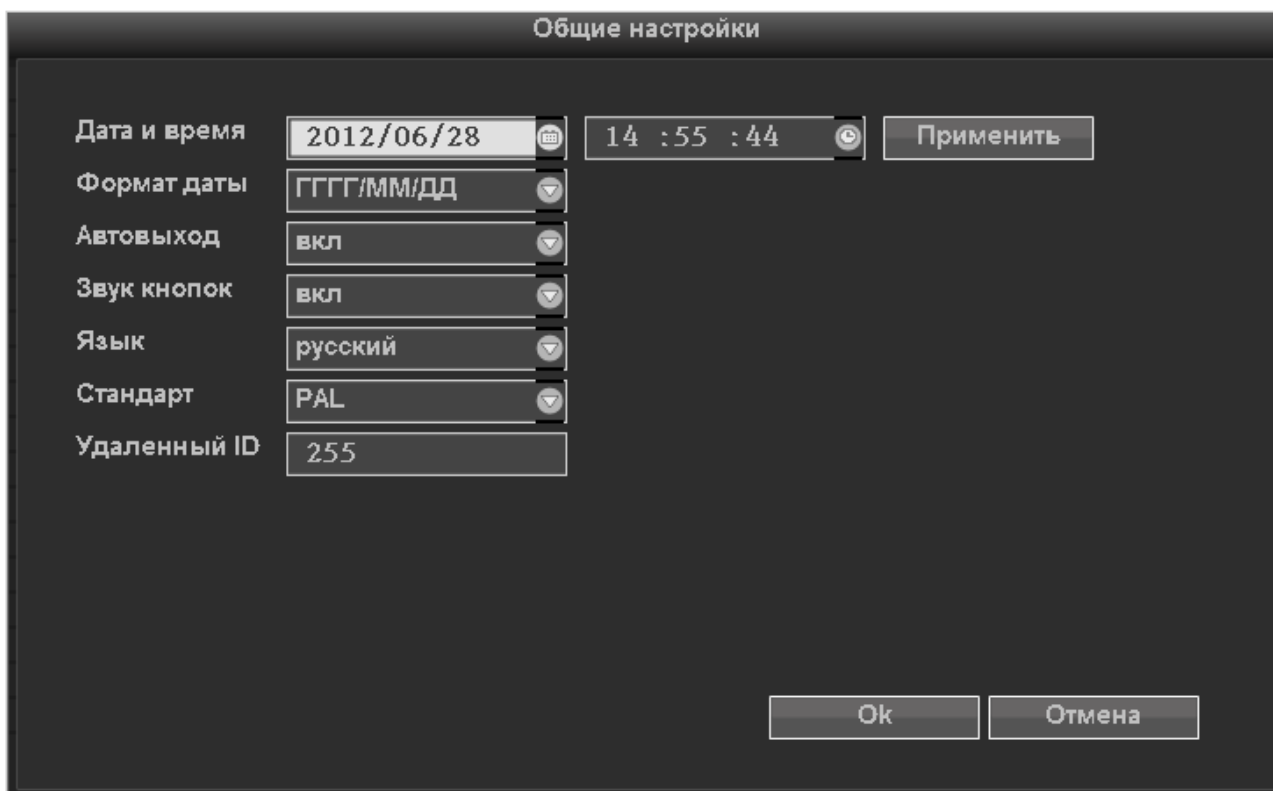 Общие настройки
Дата и время 2012/06/28 14 :55 :44 Применить
Формат даты ГГГГ/ММ/ДД
Автовыход вкл
Звук кнопок вкл
Язык русский
Стандарт PAL
Удаленный ID 255
Ok Отмена